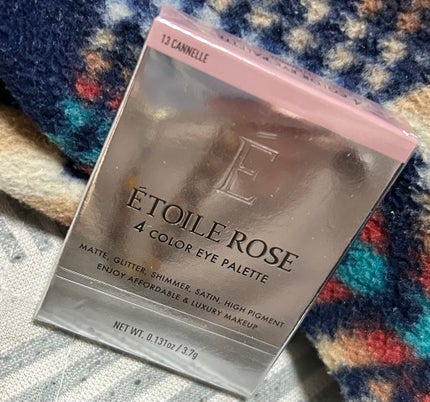 13 CANNELLE
É
ÉTOILE ROSE
4 COLOR EYE PALETTE
MATTE, GLITTER, SHIMMER, SATIN, HIGH PIGMENT
ENJOY AFFORDABLE & LUXURY MAKEUP
NET WT. 0.131oz / 3.7g